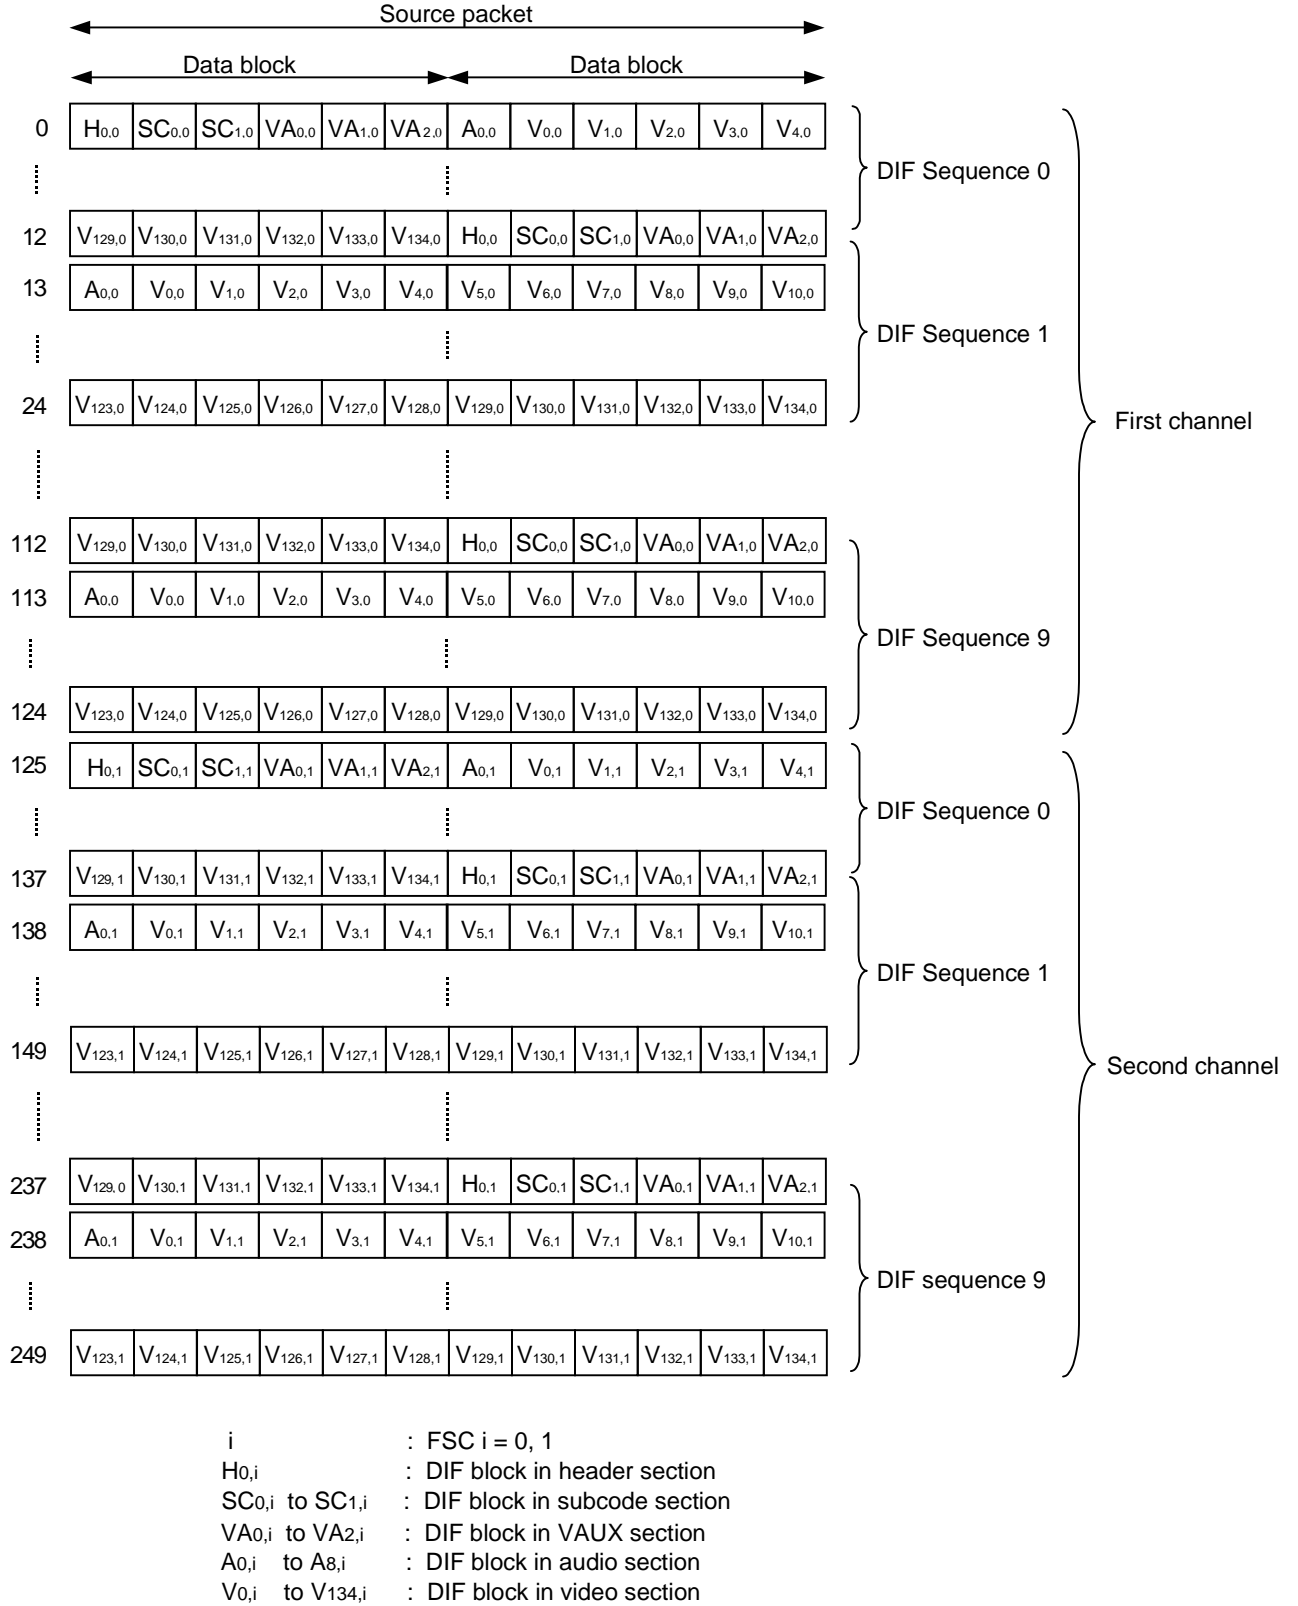 Source packet
Data block Data block
0 H0,0 SC0,0 SC1,0 VA0,0 VA1,0 VA2,0 A0,0 V0,0 V1,0 V2,0 V3,0 V4,0
DIF Sequence 0
12 V129,0 V130,0 V131,0 V132,0 V133,0 V134,0 H0,0 SC0,0 SC1,0 VA0,0 VA1,0 VA2,0
13 A0,0 V0,0 V1,0 V2,0 V3,0 V4,0 V5,0 V6,0 V7,0 V8,0 V9,0 V10,0
DIF Sequence 1
24 V123,0 V124,0 V125,0 V126,0 V127,0 V128,0 V129,0 V130,0 V131,0 V132,0 V133,0 V134,0
First channel
112 V129,0 V130,0 V131,0 V132,0 V133,0 V134,0 H0,0 SC0,0 SC1,0 VA0,0 VA1,0 VA2,0
113 A0,0 V0,0 V1,0 V2,0 V3,0 V4,0 V5,0 V6,0 V7,0 V8,0 V9,0 V10,0
DIF Sequence 9
124 V123,0 V124,0 V125,0 V126,0 V127,0 V128,0 V129,0 V130,0 V131,0 V132,0 V133,0 V134,0
125 H0,1 SC0,1 SC1,1 VA0,1 VA1,1 VA2,1 A0,1 V0,1 V1,1 V2,1 V3,1 V4,1
DIF Sequence 0
137 V129,1 V130,1 V131,1 V132,1 V133,1 V134,1 H0,1 SC0,1 SC1,1 VA0,1 VA1,1 VA2,1
138 A0,1 V0,1 V1,1 V2,1 V3,1 V4,1 V5,1 V6,1 V7,1 V8,1 V9,1 V10,1
DIF Sequence 1
149 V123,1 V124,1 V125,1 V126,1 V127,1 V128,1 V129,1 V130,1 V131,1 V132,1 V133,1 V134,1
Second channel
237 V129,0 V130,1 V131,1 V132,1 V133,1 V134,1 H0,1 SC0,1 SC1,1 VA0,1 VA1,1 VA2,1
238 A0,1 V0,1 V1,1 V2,1 V3,1 V4,1 V5,1 V6,1 V7,1 V8,1 V9,1 V10,1
DIF sequence 9
249 V123,1 V124,1 V125,1 V126,1 V127,1 V128,1 V129,1 V130,1 V131,1 V132,1 V133,1 V134,1
i : FSC i = 0, 1
H0,i : DIF block in header section
SC0,i to SC1,i : DIF block in subcode section
VA0,i to VA2,i : DIF block in VAUX section
A0,i to A8,i : DIF block in audio section
V0,i to V134,i : DIF block in video section